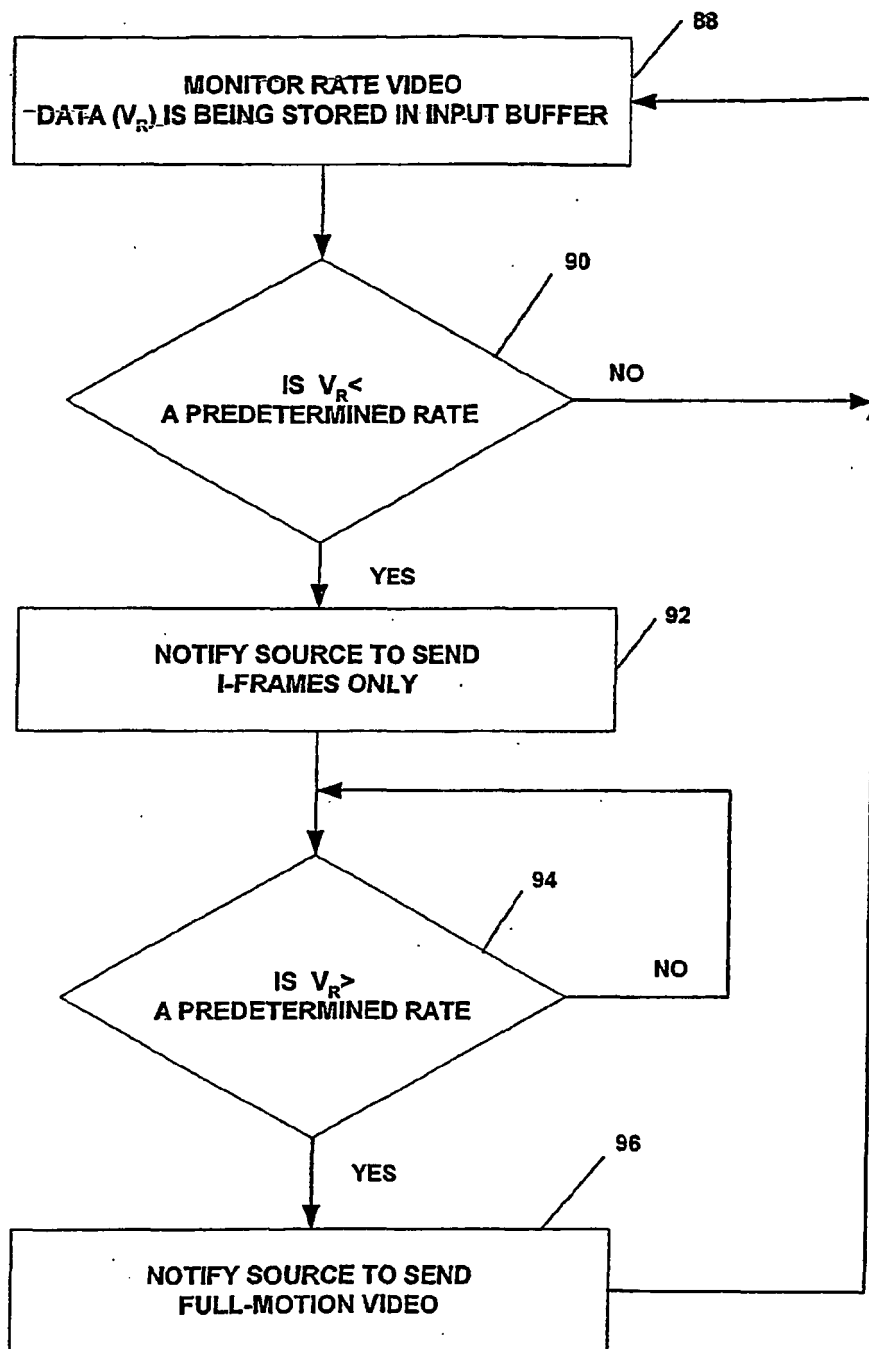 88
MONITOR RATE VIDEO
DATA (VR) IS BEING STORED IN INPUT BUFFER
90
IS VR<
A PREDETERMINED RATE
NO
YES
92
NOTIFY SOURCE TO SEND
I-FRAMES ONLY
94
IS VR>
A PREDETERMINED RATE
NO
YES
96
NOTIFY SOURCE TO SEND
FULL-MOTION VIDEO